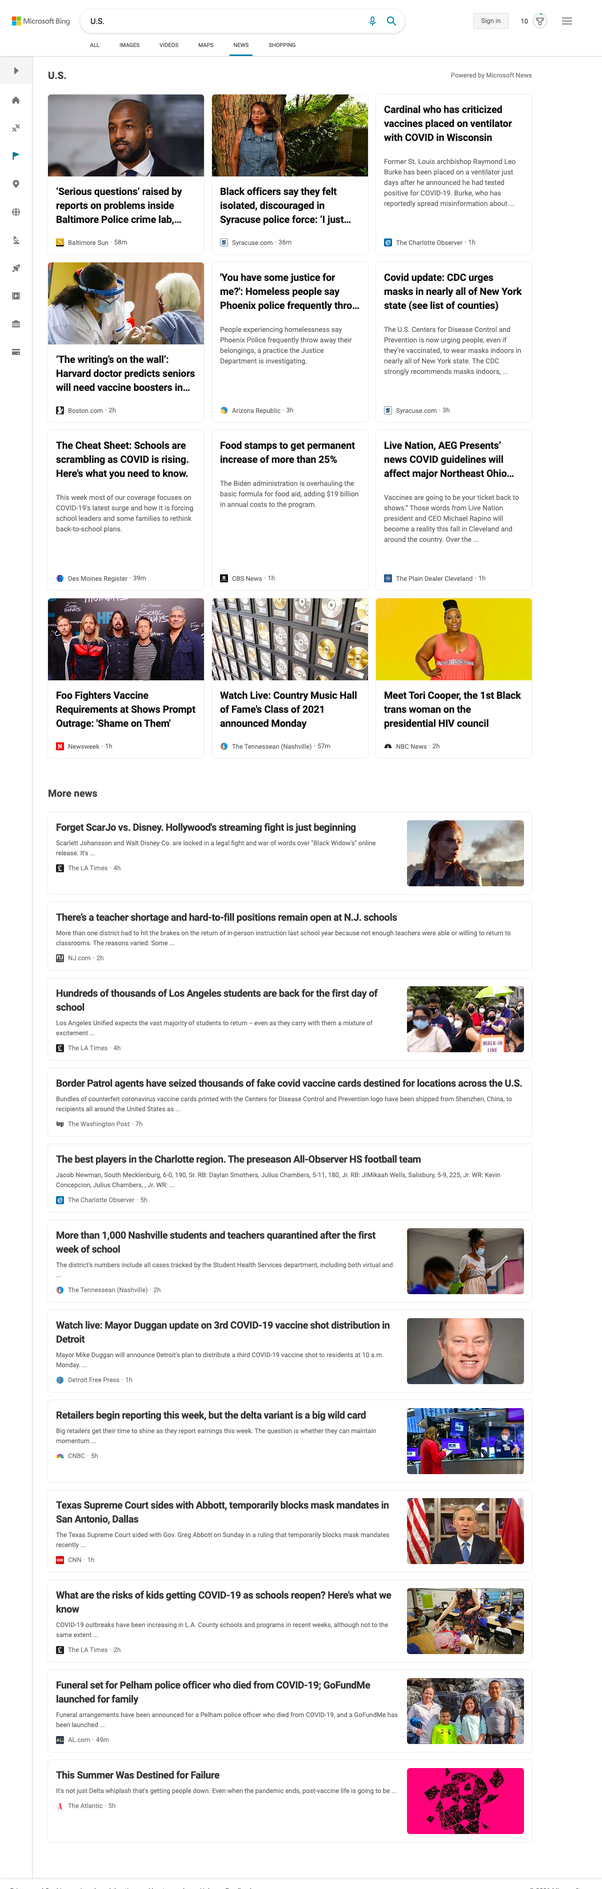 Microsoft Bing
U.S.
Sign in
10
ALL
IMAGES
VIDEOS
MAPS
NEWS
SHOPPING
U.S.
Powered by Microsoft News
'Serious questions' raised by
reports on problems inside
Baltimore Police crime lab,...
Baltimore Sun · 58m
Black officers say they felt
isolated, discouraged in
Syracuse police force: 'I just...
Syracuse.com · 36m
Cardinal who has criticized
vaccines placed on ventilator
with COVID in Wisconsin
Former St. Louis archbishop Raymond Leo
Burke has been placed on a ventilator just
days after he announced he had tested
positive for COVID-19. Burke, who has
reportedly spread misinformation about ...
The Charlotte Observer · 1h
'The writing's on the wall':
Harvard doctor predicts seniors
will need vaccine boosters in...
Boston.com · 2h
'You have some justice for
me?': Homeless people say
Phoenix police frequently thro...
People experiencing homelessness say
Phoenix Police frequently throw away their
belongings, a practice the Justice
Department is investigating.
Arizona Republic · 3h
Covid update: CDC urges
masks in nearly all of New York
state (see list of counties)
The U.S. Centers for Disease Control and
Prevention is now urging people, even if
they're vaccinated, to wear masks indoors in
nearly all of New York state. The CDC
strongly recommends masks indoors, ...
Syracuse.com · 3h
The Cheat Sheet: Schools are
scrambling as COVID is rising.
Here's what you need to know.
This week most of our coverage focuses on
COVID-19's latest surge and how it is forcing
school leaders and some families to rethink
back-to-school plans.
Des Moines Register · 39m
Food stamps to get permanent
increase of more than 25%
The Biden administration is overhauling the
basic formula for food aid, adding $19 billion
in annual costs to the program.
CBS News · 1h
Live Nation, AEG Presents'
news COVID guidelines will
affect major Northeast Ohio...
Vaccines are going to be your ticket back to
shows." Those words from Live Nation
president and CEO Michael Rapino will
become a reality this fall in Cleveland and
around the country. Over the ...
The Plain Dealer Cleveland · 1h
Foo Fighters Vaccine
Requirements at Shows Prompt
Outrage: 'Shame on Them'
Newsweek · 1h
Watch Live: Country Music Hall
of Fame's Class of 2021
announced Monday
The Tennessean (Nashville) · 57m
Meet Tori Cooper, the 1st Black
trans woman on the
presidential HIV council
NBC News · 2h
More news
Forget ScarJo vs. Disney. Hollywood's streaming fight is just beginning
Scarlett Johansson and Walt Disney Co. are locked in a legal fight and war of words over "Black Widow's" online
release. It's ...
The LA Times · 4h
There's a teacher shortage and hard-to-fill positions remain open at N.J. schools
More than one district had to hit the brakes on the return of in-person instruction last school year because not enough teachers were able or willing to return to
classrooms. The reasons varied. Some ...
NJ.com · 2h
Hundreds of thousands of Los Angeles students are back for the first day of
school
Los Angeles Unified expects the vast majority of students to return — even as they carry with them a mixture of
excitement ...
The LA Times · 4h
WALK-IN
LINE
Border Patrol agents have seized thousands of fake covid vaccine cards destined for locations across the U.S.
Bundles of counterfeit coronavirus vaccine cards printed with the Centers for Disease Control and Prevention logo have been shipped from Shenzhen, China, to
recipients all around the United States as ...
The Washington Post · 7h
The best players in the Charlotte region. The preseason All-Observer HS football team
Jacob Newman, South Mecklenburg, 6-0, 190, Sr. RB: Daylan Smothers, Julius Chambers, 5-11, 180, Jr. RB: JiMikaah Wells, Salisbury, 5-9, 225, Jr. WR: Kevin
Concepcion, Julius Chambers, , Jr. WR: ...
The Charlotte Observer · 5h
More than 1,000 Nashville students and teachers quarantined after the first
week of school
The district's numbers include all cases tracked by the Student Health Services department, including both virtual and
...
The Tennessean (Nashville) · 2h
Watch live: Mayor Duggan update on 3rd COVID-19 vaccine shot distribution in
Detroit
Mayor Mike Duggan will announce Detroit's plan to distribute a third COVID-19 vaccine shot to residents at 10 a.m.
Monday. ...
Detroit Free Press · 1h
Retailers begin reporting this week, but the delta variant is a big wild card
Big retailers get their time to shine as they report earnings this week. The question is whether they can maintain
momentum ...
CNBC · 5h
Texas Supreme Court sides with Abbott, temporarily blocks mask mandates in
San Antonio, Dallas
The Texas Supreme Court sided with Gov. Greg Abbott on Sunday in a ruling that temporarily blocks mask mandates
recently ...
CNN · 1h
What are the risks of kids getting COVID-19 as schools reopen? Here's what we
know
COVID-19 outbreaks have been increasing in L.A. County schools and programs in recent weeks, although not to the
same extent ...
The LA Times · 2h
Funeral set for Pelham police officer who died from COVID-19; GoFundMe
launched for family
Funeral arrangements have been announced for a Pelham police officer who died from COVID, and a GoFundMe has
been launched ...
AL.com · 49m
This Summer Was Destined for Failure
It's not just Delta whiplash that's getting people down. Even when the pandemic ends, post-vaccine life is going to be ...
The Atlantic · 5h